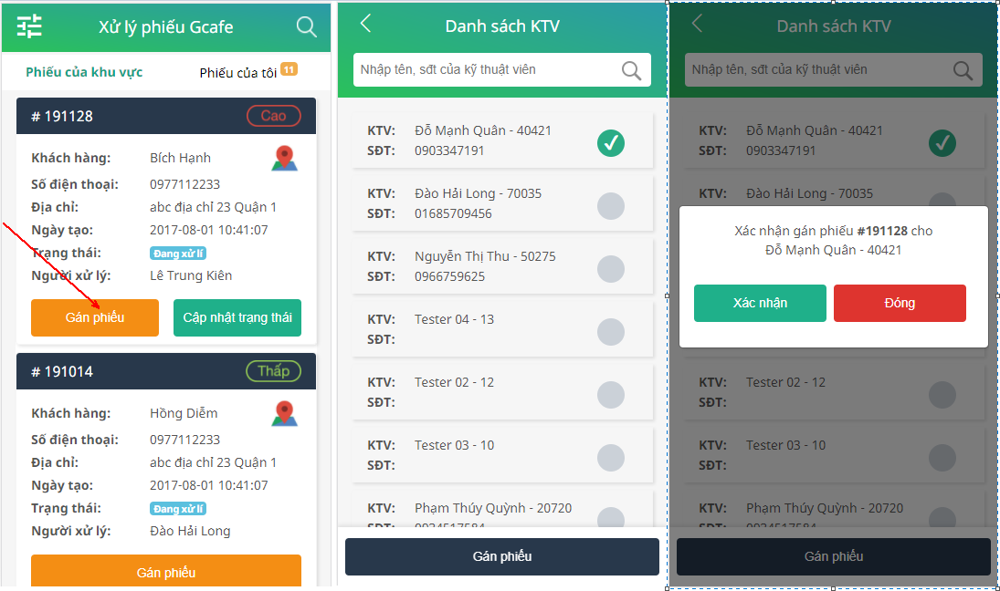 Xử lý phiếu Gcafe
Phiếu của khu vực
Phiếu của tôi 11
# 191128
Cao
Khách hàng: Bích Hạnh
Số điện thoại: 0977112233
Địa chỉ: abc địa chỉ 23 Quận 1
Ngày tạo: 2017-08-01 10:41:07
Trạng thái: Đang xử lí
Người xử lý: Lê Trung Kiên
Gán phiếu
Cập nhật trạng thái
# 191014
Thấp
Khách hàng: Hồng Diễm
Số điện thoại: 0977112233
Địa chỉ: abc địa chỉ 23 Quận 1
Ngày tạo: 2017-08-01 10:41:07
Trạng thái: Đang xử lí
Người xử lý: Đào Hải Long
Gán phiếu
Danh sách KTV
Nhập tên, sđt của kỹ thuật viên
KTV: Đỗ Mạnh Quân - 40421
SĐT: 0903347191
KTV: Đào Hải Long - 70035
SĐT: 01685709456
KTV: Nguyễn Thị Thu - 50275
SĐT: 0966759625
KTV: Tester 04 - 13
SĐT:
KTV: Tester 02 - 12
SĐT:
KTV: Tester 03 - 10
SĐT:
KTV: Phạm Thúy Quỳnh - 20720
SĐT: 0934517584
Gán phiếu
Danh sách KTV
Nhập tên, sđt của kỹ thuật viên
KTV: Đỗ Mạnh Quân - 40421
SĐT: 0903347191
KTV: Đào Hải Long - 70035
Xác nhận gán phiếu #191128 cho
Đỗ Mạnh Quân - 40421
Xác nhận
Đóng
KTV: Tester 02 - 12
SĐT:
KTV: Tester 03 - 10
SĐT:
KTV: Phạm Thúy Quỳnh - 20720
SĐT: 0934517584
Gán phiếu